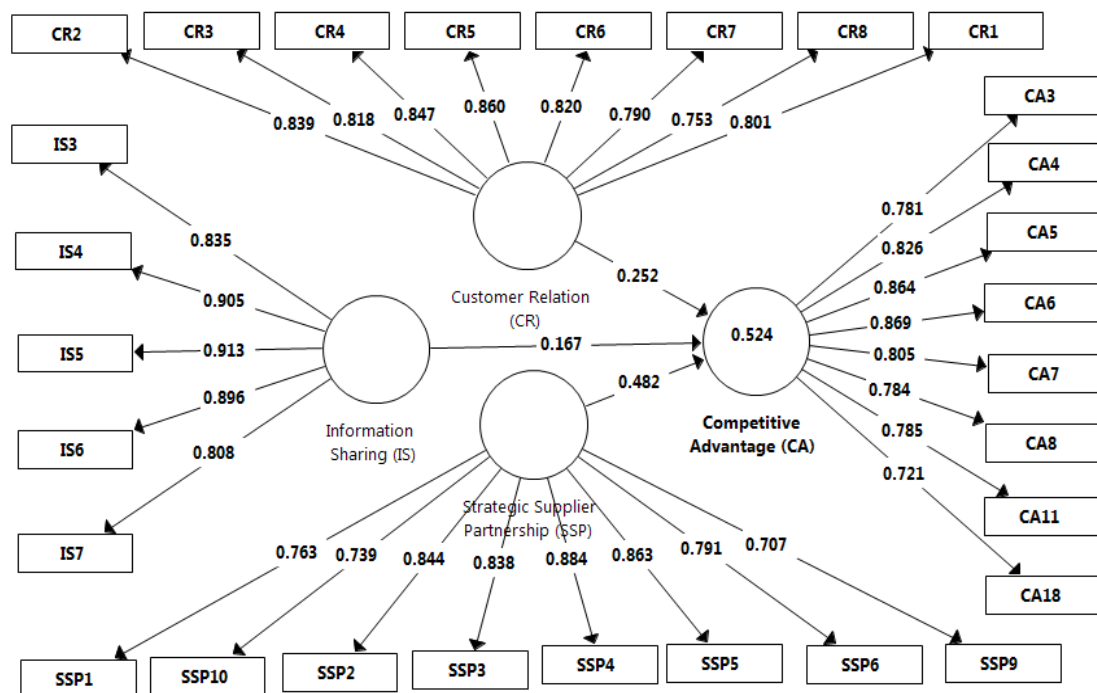 CR2
CR3
CR4
CR5
CR6
CR7
CR8
CR1
0.839
0.818
0.847
0.860
0.820
0.790
0.753
0.801
IS3
IS4
IS5
IS6
IS7
0.835
0.905
0.913
0.896
0.808
Customer Relation
(CR)
0.252
0.167
0.482
0.524
Information
Sharing (IS)
Competitive
Advantage (CA)
Strategic Supplier
Partnership (SSP)
0.781
0.826
0.864
0.869
0.805
0.784
0.785
0.721
CA3
CA4
CA5
CA6
CA7
CA8
CA11
CA18
0.763
0.739
0.844
0.838
0.884
0.863
0.791
0.707
SSP1
SSP10
SSP2
SSP3
SSP4
SSP5
SSP6
SSP9